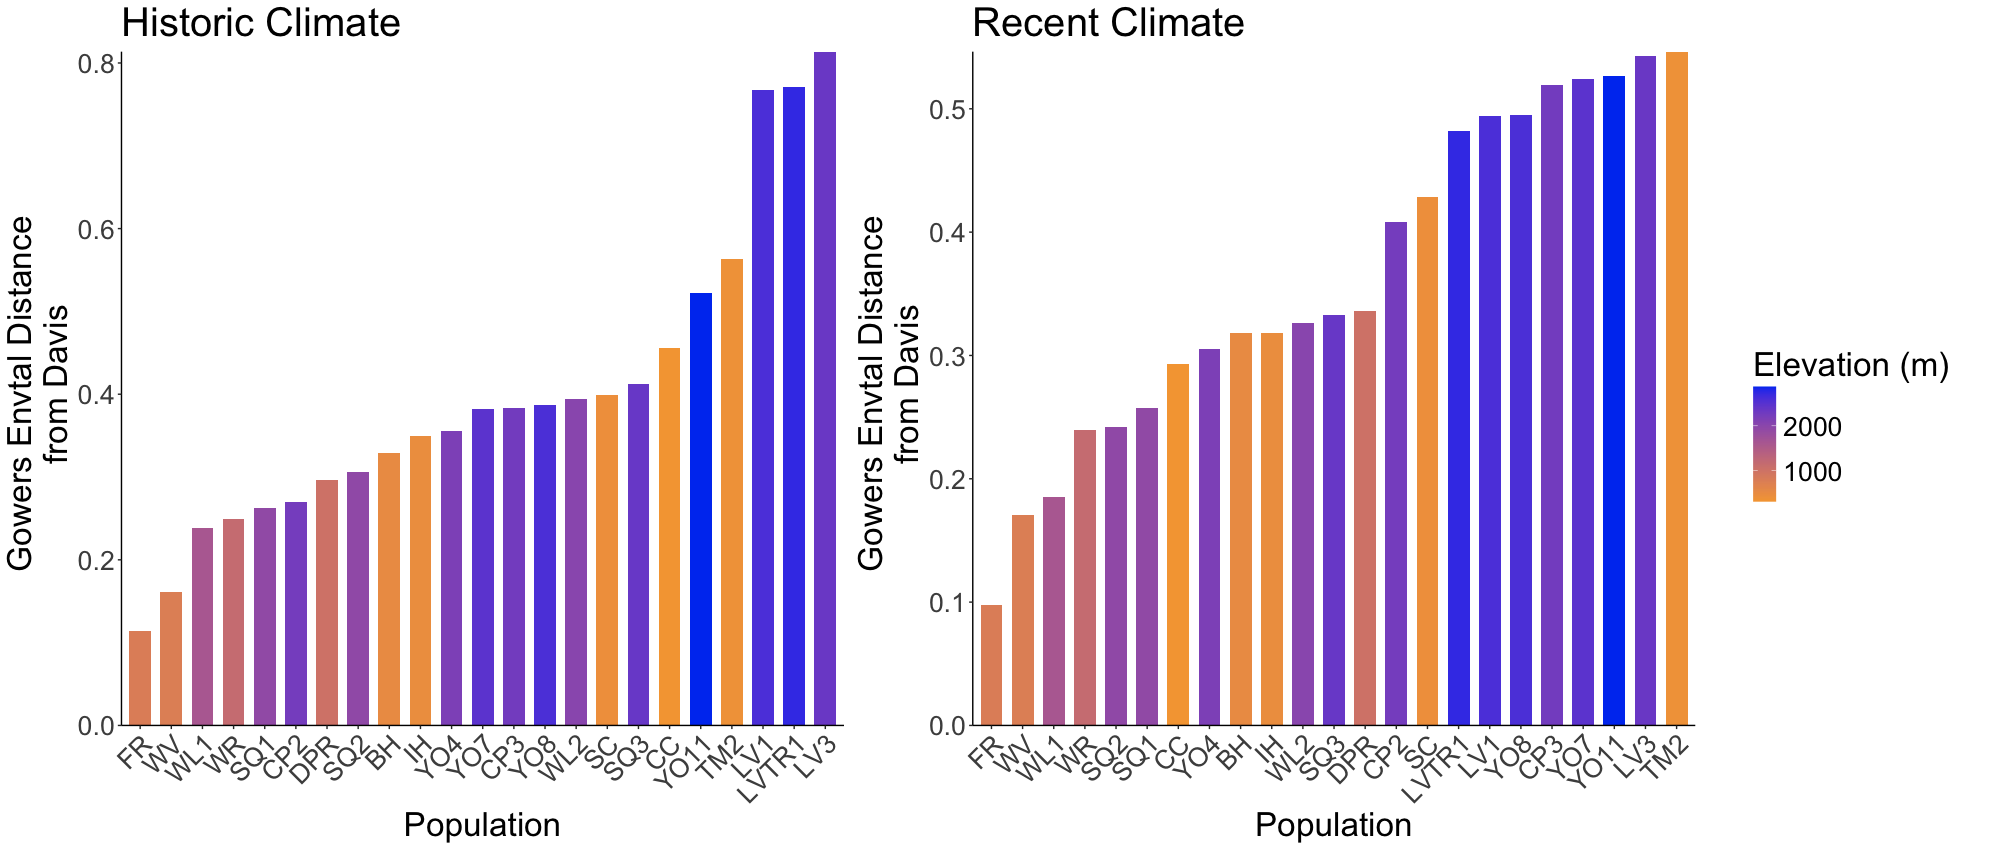 Historic Climate
Gowers Envtal Distance
from Davis
0.8
0.6
0.4
0.2
0.0
FR
WV
WL1
WR
SQ1
CP2
DPR
SQ2
BH
IH
YO4
YO7
CP3
YO8
WL2
SC
SQ3
CC
YO11
TM2
LV1
LVTR1
LV3
Population
Recent Climate
Gowers Envtal Distance
from Davis
0.5
0.4
0.3
0.2
0.1
0.0
FR
WV
WL1
WR
SQ2
SQ1
CC
YO4
BH
IH
WL2
SQ3
DPR
CP2
SC
LVTR1
LV1
YO8
CP3
YO7
YO11
LV3
TM2
Population
Elevation (m)
2000
1000